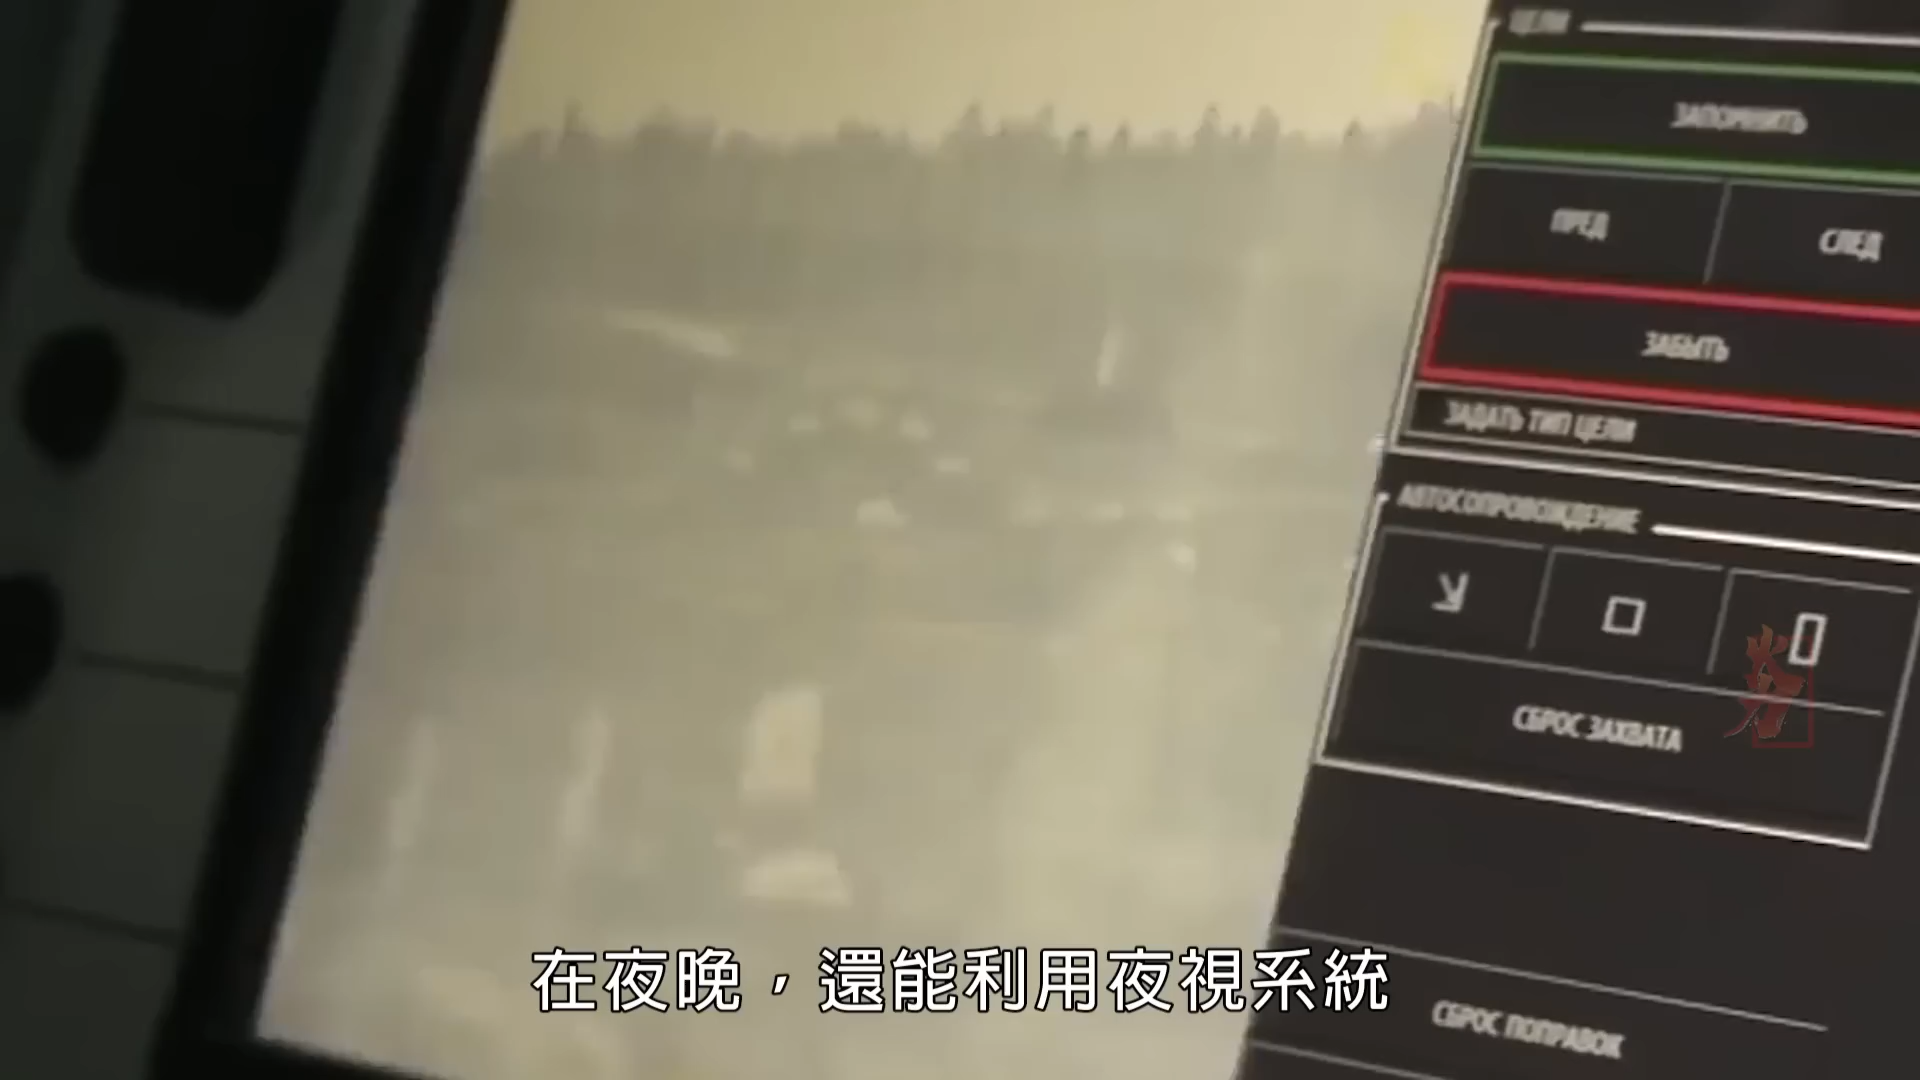 ЦЕЛИ
ЗАПОМНИТЬ
ПРЕД
СЛЕД
ЗАБЫТЬ
ЗАДАТЬ ТИП ЦЕЛИ
АВТОСОПРОВОЖДЕНИЕ
СБРОС ЗАХВАТА
СБРОС ПОПРАВОК
在夜晚，還能利用夜視系統